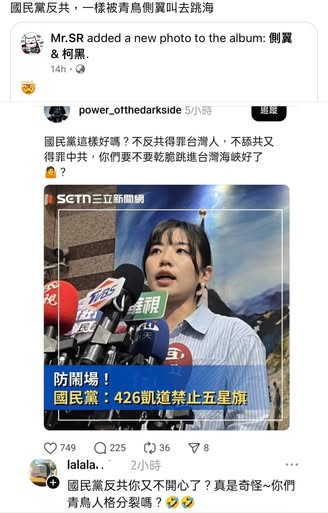 國民黨反共，一樣被青鳥側翼叫去跳海
Mr.SR added a new photo to the album: 側翼
& 柯黑.
14h ·
power_ofthedarkside 5小時
追蹤
國民黨這樣好嗎？不反共得罪台灣人，不舔共又
得罪中共，你們要不要乾脆跳進台灣海峽好了
🤷？
SETN三立新聞網
TVBS
華視
防鬧場！
國民黨：426凱道禁止五星旗
749 225 136 8
lalala. 2小時
國民黨反共你又不開心了？真是奇怪~你們
青鳥人格分裂嗎？🤣🤣